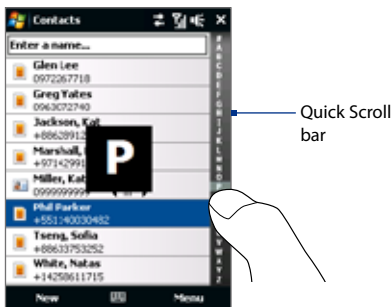 Contacts
Enter a name...
Glen Lee
0972267718
Greg Yates
0963072740
Jackson, Kat
+88628912
Marshall,
+97142991
P
Miller, Kat
0999999999
Phil Parker
+551140030482
Tseng, Sofia
+88633753252
White, Natas
+14258611715
New
Menu
Quick Scroll
bar